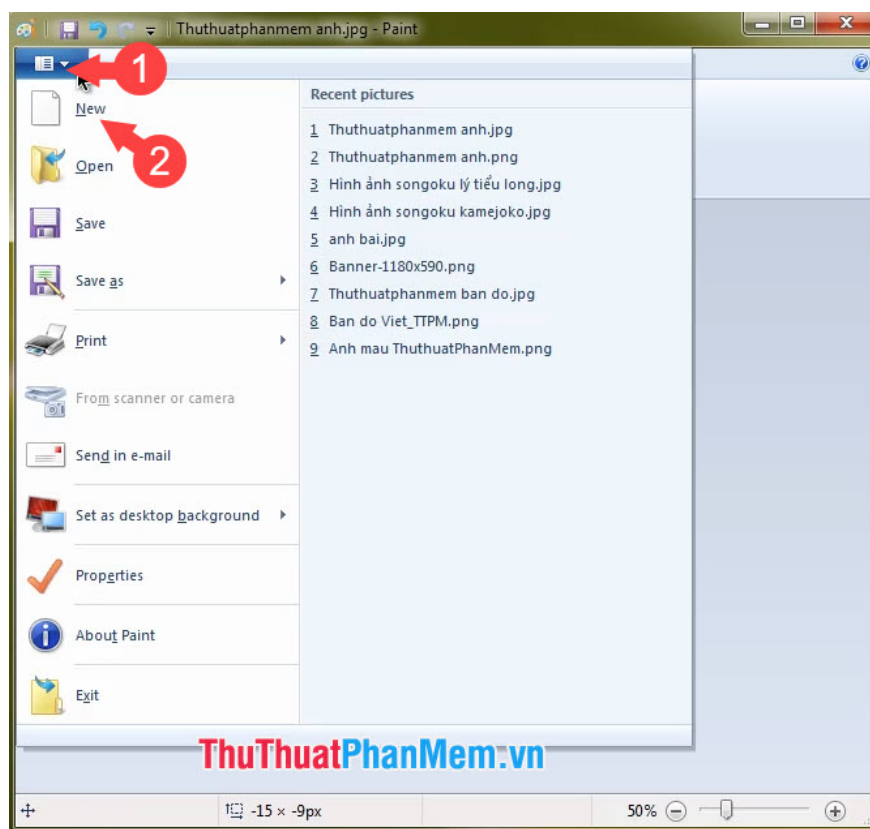 Thuthuatphanmem anh.jpg - Paint
1
New
2
Open
Save
Save as
Print
From scanner or camera
Send in e-mail
Set as desktop background
Properties
About Paint
Exit
Recent pictures
1 Thuthuatphanmem anh.jpg
2 Thuthuatphanmem anh.png
3 Hình ảnh songoku lý tiểu long.jpg
4 Hình ảnh songoku kamejoko.jpg
5 anh bai.jpg
6 Banner-1180x590.png
7 Thuthuatphanmem ban do.jpg
8 Ban do Viet_TTPM.png
9 Anh mau ThuthuatPhanMem.png
ThuThuatPhanMem.vn
-15 × -9px
50%